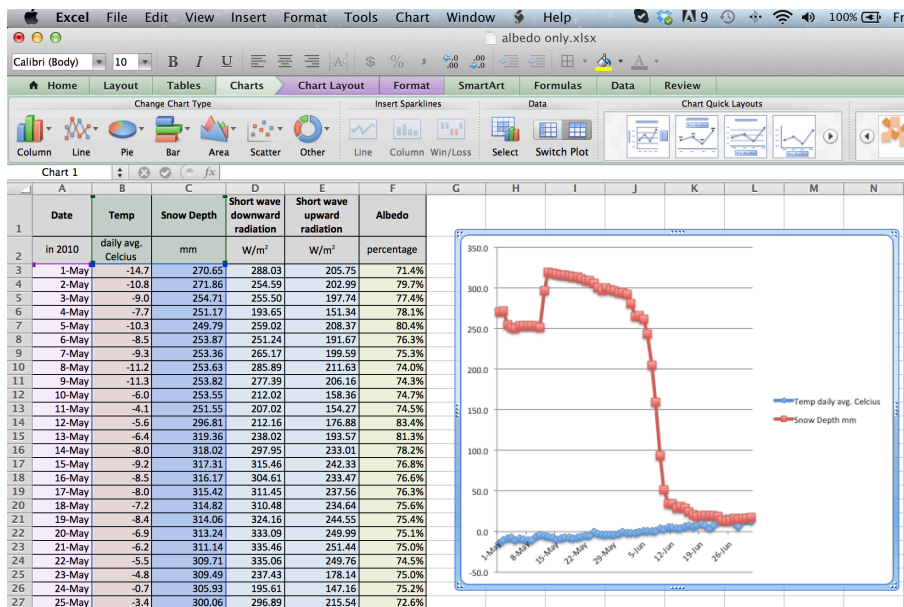 Excel File Edit View Insert Format Tools Chart Window Help 9 100% Fr
albedo only.xlsx
Calibri (Body) 10 B I U $ %
Home Layout Tables Charts Chart Layout Format SmartArt Formulas Data Review
Change Chart Type Insert Sparklines Data Chart Quick Layouts
Column Line Pie Bar Area Scatter Other Line Column Win/Loss Select Switch Plot
Chart 1 fx
A B C D E F G H I J K L M N
1 Date Temp Snow Depth Short wave downward radiation Short wave upward radiation Albedo
2 in 2010 daily avg. Celcius mm W/m² W/m² percentage
3 1-May -14.7 270.65 288.03 205.75 71.4%
4 2-May -10.8 271.86 254.59 202.99 79.7%
5 3-May -9.0 254.71 255.50 197.74 77.4%
6 4-May -7.7 251.17 193.65 151.34 78.1%
7 5-May -10.3 249.79 259.02 208.37 80.4%
8 6-May -8.5 253.87 251.24 191.67 76.3%
9 7-May -9.3 253.36 265.17 199.59 75.3%
10 8-May -11.2 253.63 285.89 211.63 74.0%
11 9-May -11.3 253.82 277.39 206.16 74.3%
12 10-May -6.0 253.55 212.02 158.36 74.7%
13 11-May -4.1 251.55 207.02 154.27 74.5%
14 12-May -5.6 296.81 212.16 176.88 83.4%
15 13-May -6.4 319.36 238.02 193.57 81.3%
16 14-May -8.0 318.02 297.95 233.01 78.2%
17 15-May -9.2 317.31 315.46 242.33 76.8%
18 16-May -8.5 316.17 304.61 233.47 76.6%
19 17-May -8.0 315.42 311.45 237.56 76.3%
20 18-May -7.2 314.82 310.48 234.64 75.6%
21 19-May -8.4 314.06 324.16 244.55 75.4%
22 20-May -6.9 313.24 333.09 249.99 75.1%
23 21-May -6.2 311.14 335.46 251.44 75.0%
24 22-May -5.5 309.71 335.06 249.76 74.5%
25 23-May -4.8 309.49 237.43 178.14 75.0%
26 24-May -0.7 305.93 195.61 147.16 75.2%
27 25-May -3.4 300.06 296.89 215.54 72.6%
350.0
300.0
250.0
200.0
150.0
100.0
50.0
0.0
-50.0
1-May 8-May 15-May 22-May 29-May 5-Jun 12-Jun 19-Jun 26-Jun
Temp daily avg. Celcius
Snow Depth mm